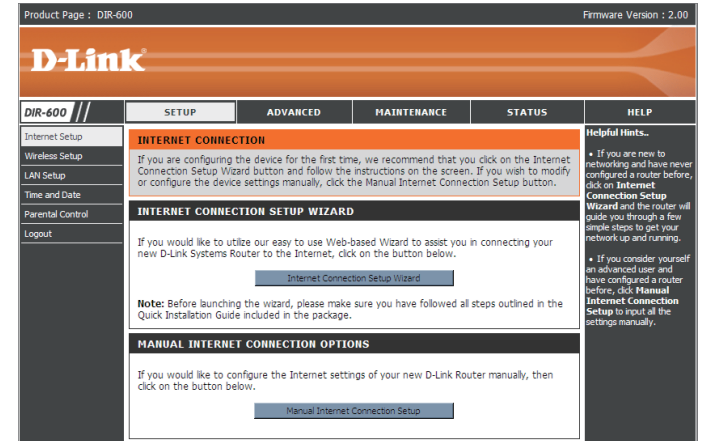 Product Page : DIR-600
Firmware Version : 2.00
D-Link
DIR-600
SETUP
ADVANCED
MAINTENANCE
STATUS
HELP
Internet Setup
Wireless Setup
LAN Setup
Time and Date
Parental Control
Logout
INTERNET CONNECTION
If you are configuring the device for the first time, we recommend that you click on the Internet
Connection Setup Wizard button and follow the instructions on the screen. If you wish to modify
or configure the device settings manually, click the Manual Internet Connection Setup button.
INTERNET CONNECTION SETUP WIZARD
If you would like to utilize our easy to use Web-based Wizard to assist you in connecting your
new D-Link Systems Router to the Internet, click on the button below.
Internet Connection Setup Wizard
Note: Before launching the wizard, please make sure you have followed all steps outlined in the
Quick Installation Guide included in the package.
MANUAL INTERNET CONNECTION OPTIONS
If you would like to configure the Internet settings of your new D-Link Router manually, then
click on the button below.
Manual Internet Connection Setup
Helpful Hints..
• If you are new to
networking and have never
configured a router before,
click on Internet
Connection Setup
Wizard and the router will
guide you through a few
simple steps to get your
network up and running.
• If you consider yourself
an advanced user and
have configured a router
before, click Manual
Internet Connection
Setup to input all the
settings manually.